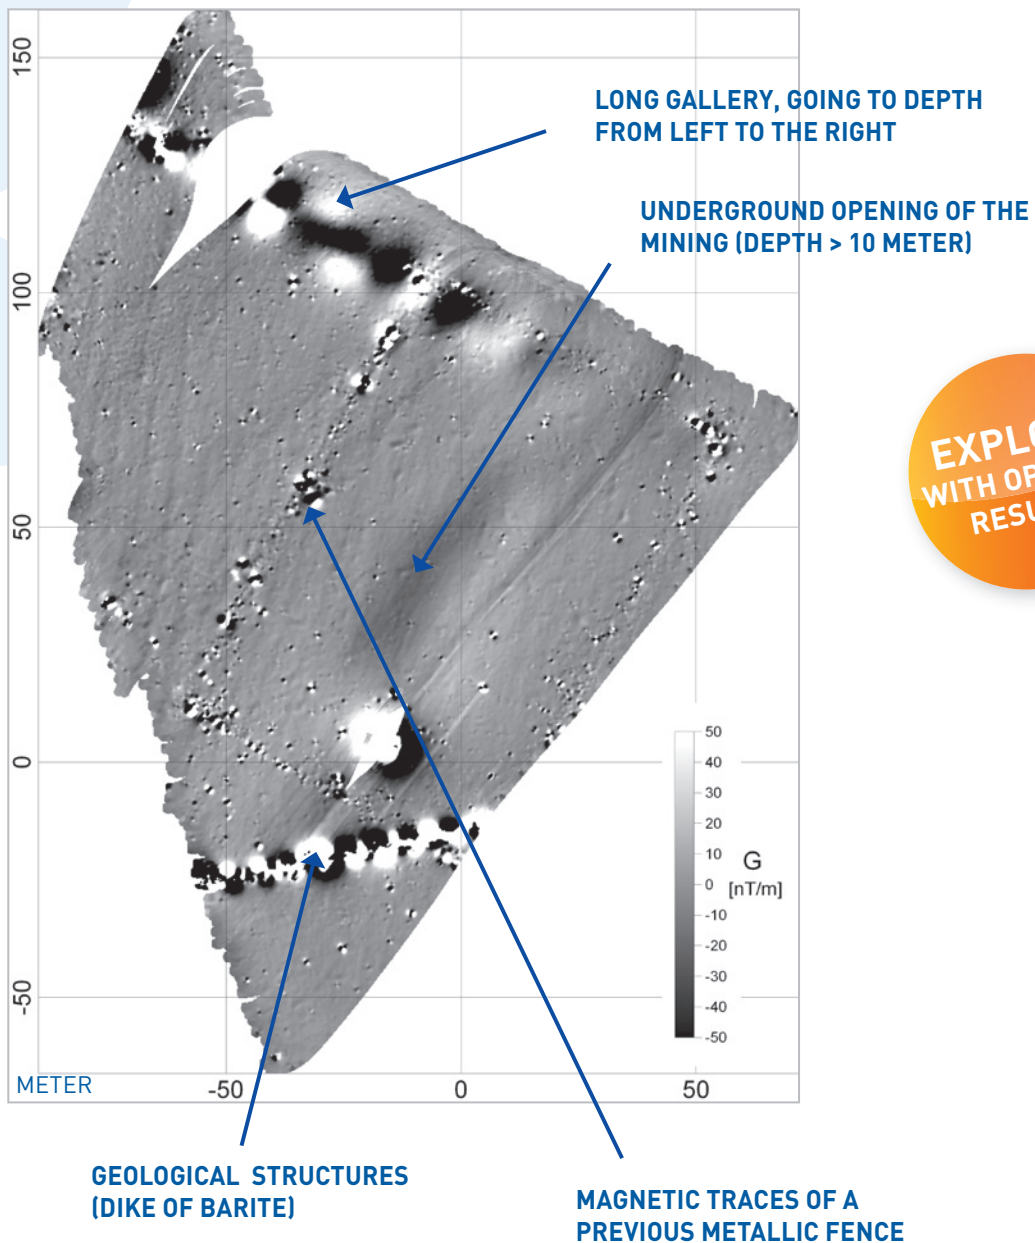 150
100
50
0
-50
-50
0
50
METER
LONG GALLERY, GOING TO DEPTH
FROM LEFT TO THE RIGHT
UNDERGROUND OPENING OF THE
MINING (DEPTH > 10 METER)
WITH
50
40
30
20
10
0
-10
-20
-30
-40
-50
G
[nT/m]
GEOLOGICAL STRUCTURES
(DIKE OF BARITE)
MAGNETIC TRACES OF A
PREVIOUS METALLIC FENCE